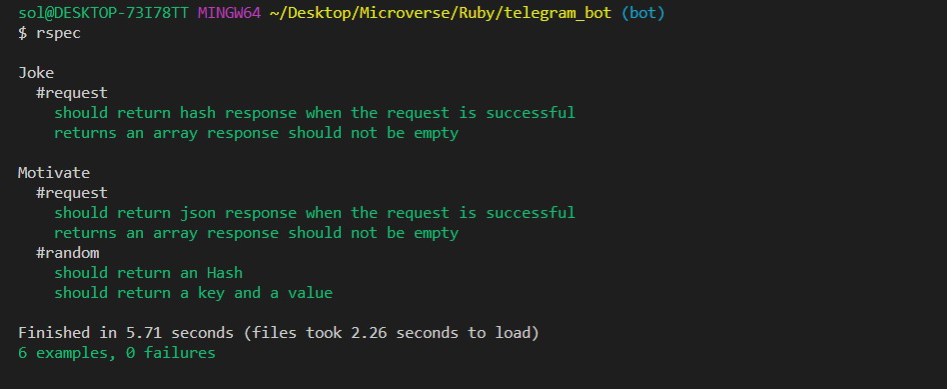 sol@DESKTOP-73I78TT MINGW64 ~/Desktop/Microverse/Ruby/telegram_bot (bot)
$ rspec
Joke
#request
should return hash response when the request is successful
returns an array response should not be empty
Motivate
#request
should return json response when the request is successful
returns an array response should not be empty
#random
should return an Hash
should return a key and a value
Finished in 5.71 seconds (files took 2.26 seconds to load)
6 examples, 0 failures